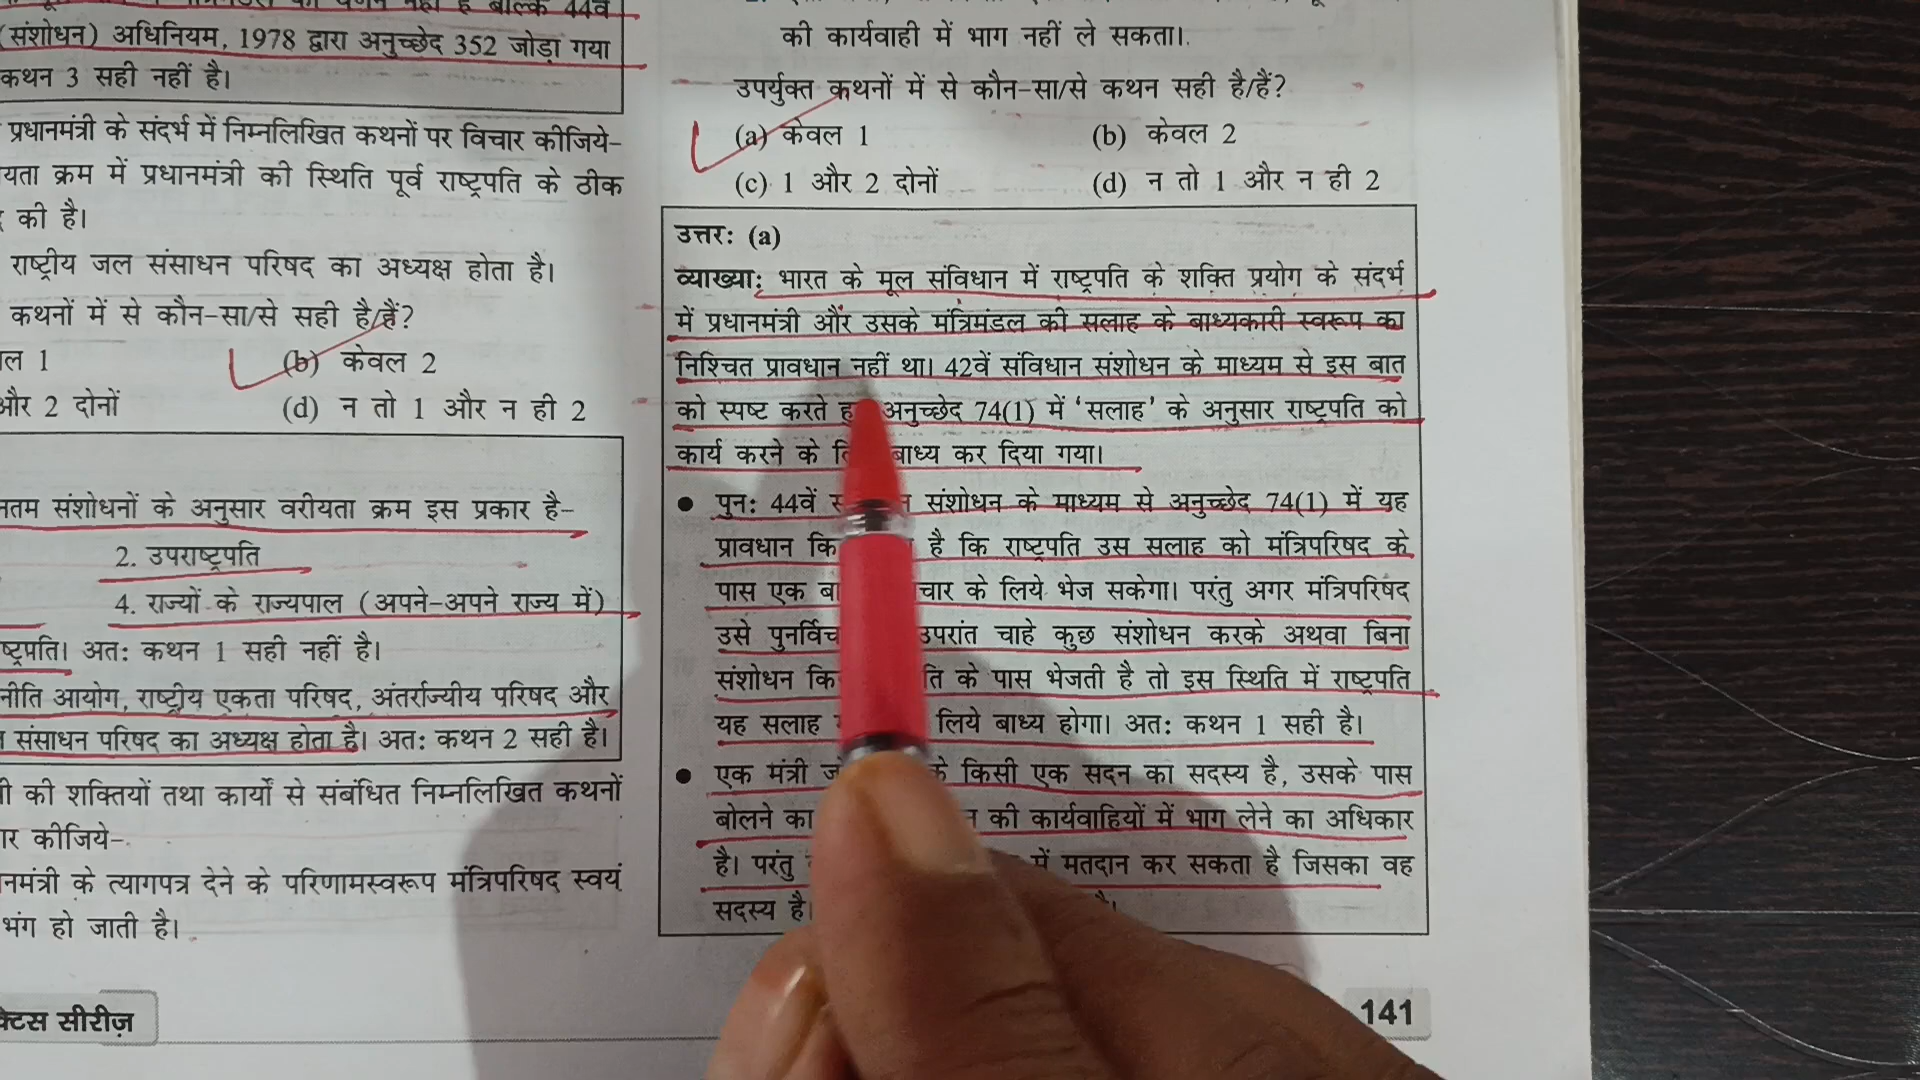 44वें
(संशोधन) अधिनियम, 1978 द्वारा अनुच्छेद 352 जोड़ा गया
कथन 3 सही नहीं है।
प्रधानमंत्री के संदर्भ में निम्नलिखित कथनों पर विचार कीजिये-
क्रम में प्रधानमंत्री की स्थिति पूर्व राष्ट्रपति के ठीक
की है।
राष्ट्रीय जल संसाधन परिषद का अध्यक्ष होता है।
कथनों में से कौन-सा/से सही है/हैं?
1
(b) केवल 2
और 2 दोनों
(d) न तो 1 और न ही 2
संशोधनों के अनुसार वरीयता क्रम इस प्रकार है-
2. उपराष्ट्रपति
4. राज्यों के राज्यपाल (अपने-अपने राज्य में)
अतः कथन 1 सही नहीं है।
नीति आयोग, राष्ट्रीय एकता परिषद, अंतर्राज्यीय परिषद और
संसाधन परिषद का अध्यक्ष होता है। अतः कथन 2 सही है।
की शक्तियों तथा कार्यों से संबंधित निम्नलिखित कथनों
कीजिये-
के त्यागपत्र देने के परिणामस्वरूप मंत्रिपरिषद स्वयं
भंग हो जाती है।
सीरीज़
की कार्यवाही में भाग नहीं ले सकता।
उपर्युक्त कथनों में से कौन-सा/से कथन सही है/हैं?
(a) केवल 1 (b) केवल 2
(c) 1 और 2 दोनों (d) न तो 1 और न ही 2
उत्तरः (a)
व्याख्याः भारत के मूल संविधान में राष्ट्रपति के शक्ति प्रयोग के संदर्भ
में प्रधानमंत्री और उसके मंत्रिमंडल की सलाह के बाध्यकारी स्वरूप का
निश्चित प्रावधान नहीं था। 42वें संविधान संशोधन के माध्यम से इस बात
को स्पष्ट करते अनुच्छेद 74(1) में ‘सलाह’ के अनुसार राष्ट्रपति को
कार्य करने के बाध्य कर दिया गया।
• पुनः 44वें संशोधन के माध्यम से अनुच्छेद 74(1) में यह
प्रावधान है कि राष्ट्रपति उस सलाह को मंत्रिपरिषद के
पास एक के लिये भेज सकेगा। परंतु अगर मंत्रिपरिषद
उसे उपरांत चाहे कुछ संशोधन करके अथवा बिना
संशोधन के पास भेजती है तो इस स्थिति में राष्ट्रपति
यह सलाह लिये बाध्य होगा। अतः कथन 1 सही है।
• एक मंत्री के किसी एक सदन का सदस्य है, उसके पास
बोलने की कार्यवाहियों में भाग लेने का अधिकार
है। परंतु में मतदान कर सकता है जिसका वह
सदस्य है।
141